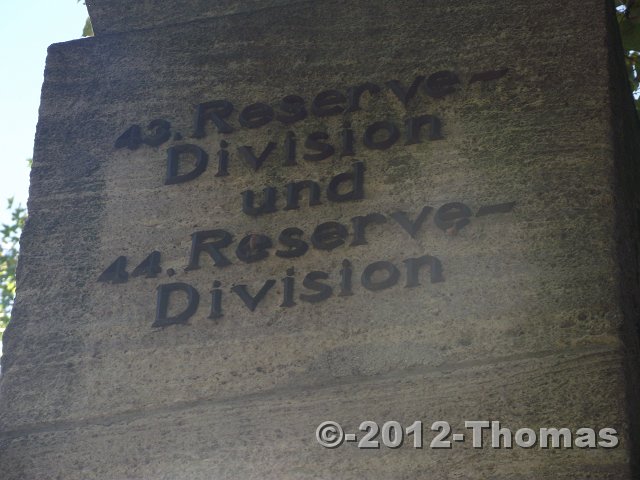 43. Reserve-
Division
und
44. Reserve-
Division
©-2012-Thomas